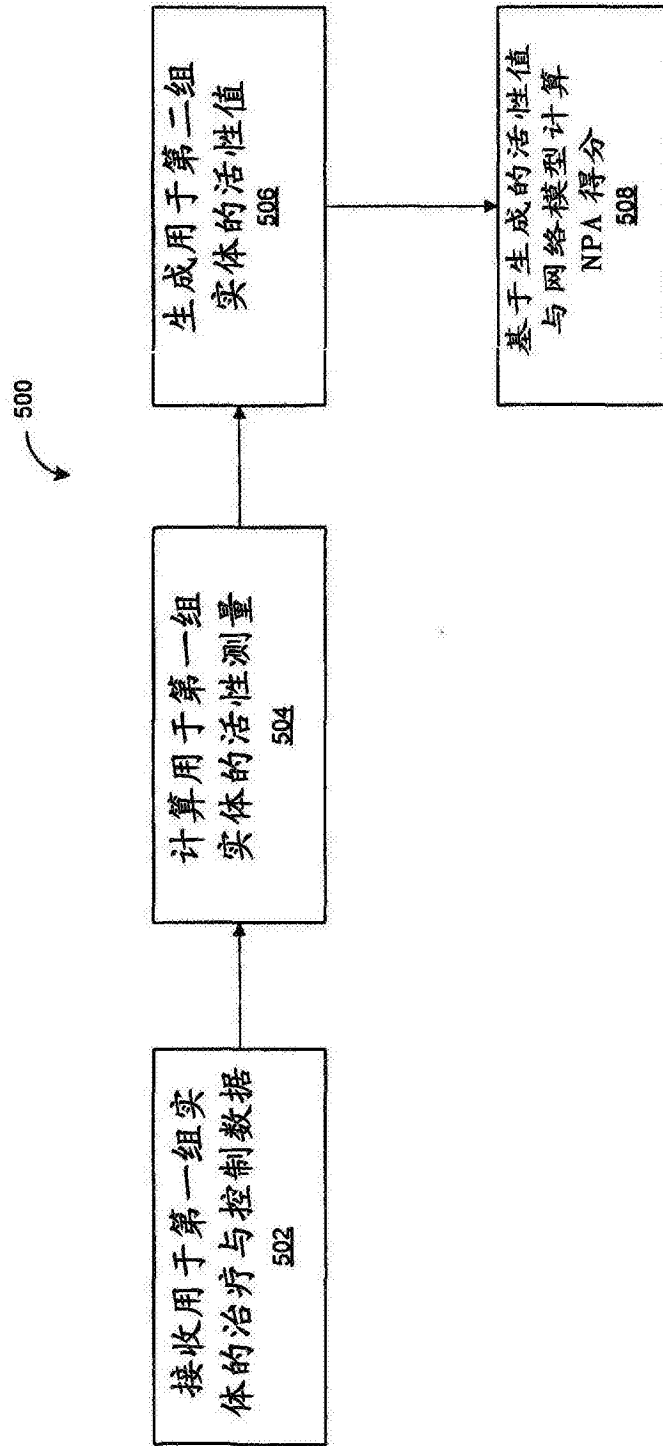 500
接收用于第一组实
体的治疗与控制数据
502
计算用于第一组
实体的活性测量
504
生成用于第二组
实体的活性值
506
基于生成的活性值
与网络模型计算
NPA 得分
508